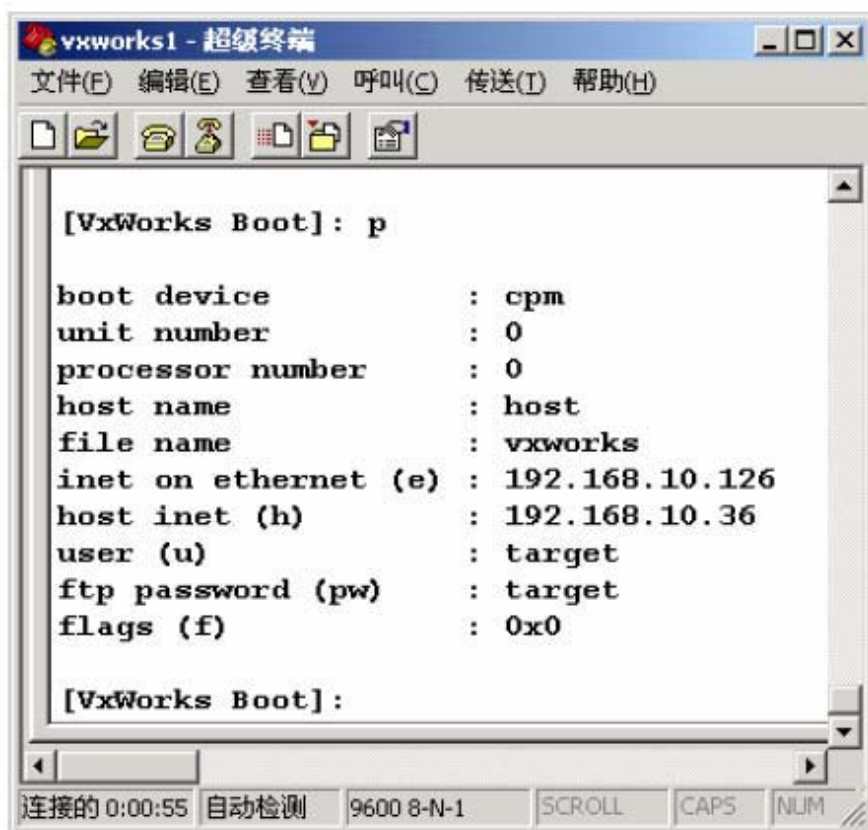 vxworks1 - 超级终端
文件(F) 编辑(E) 查看(V) 呼叫(C) 传送(T) 帮助(H)
[VxWorks Boot]: p
boot device : cpm
unit number : 0
processor number : 0
host name : host
file name : vxworks
inet on ethernet (e) : 192.168.10.126
host inet (h) : 192.168.10.36
user (u) : target
ftp password (pw) : target
flags (f) : 0x0
[VxWorks Boot]:
连接的 0:00:55 自动检测 9600 8-N-1 SCROLL CAPS NUM